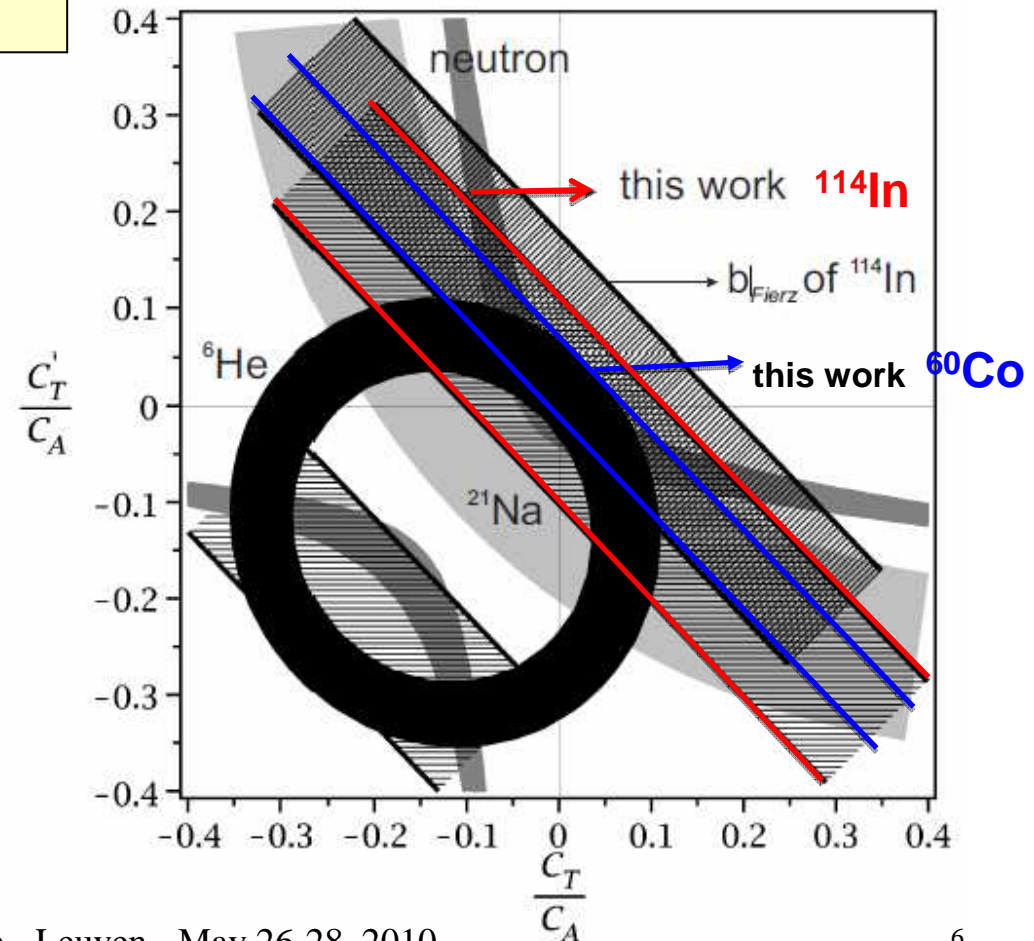 neutron
this work ¹¹⁴In
b|Fierz of ¹¹⁴In
⁶He
this work ⁶⁰Co
²¹Na
C'T
CA
0.4
0.3
0.2
0.1
0
−0.1
−0.2
−0.3
−0.4
−0.4 −0.3 −0.2 −0.1 0 0.1 0.2 0.3 0.4
CT
CA
Leuven - May 26-28, 2010
6